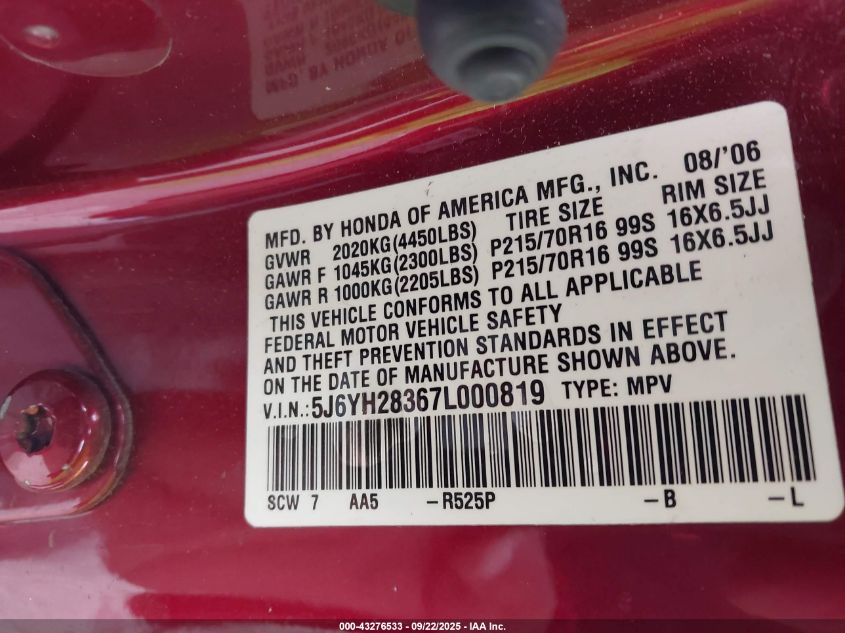 MFD. BY HONDA OF AMERICA MFG., INC. 08/'06
GVWR 2020KG(4450LBS) TIRE SIZE RIM SIZE
GAWR F 1045KG(2300LBS) P215/70R16 99S 16X6.5JJ
GAWR R 1000KG(2205LBS) P215/70R16 99S 16X6.5JJ
THIS VEHICLE CONFORMS TO ALL APPLICABLE
FEDERAL MOTOR VEHICLE SAFETY
AND THEFT PREVENTION STANDARDS IN EFFECT
ON THE DATE OF MANUFACTURE SHOWN ABOVE.
V.I.N.:5J6YH28367L000819 TYPE: MPV
SCW 7 AA5 -R525P -B -L
000-43276533 - 09/22/2025 - IAA Inc.